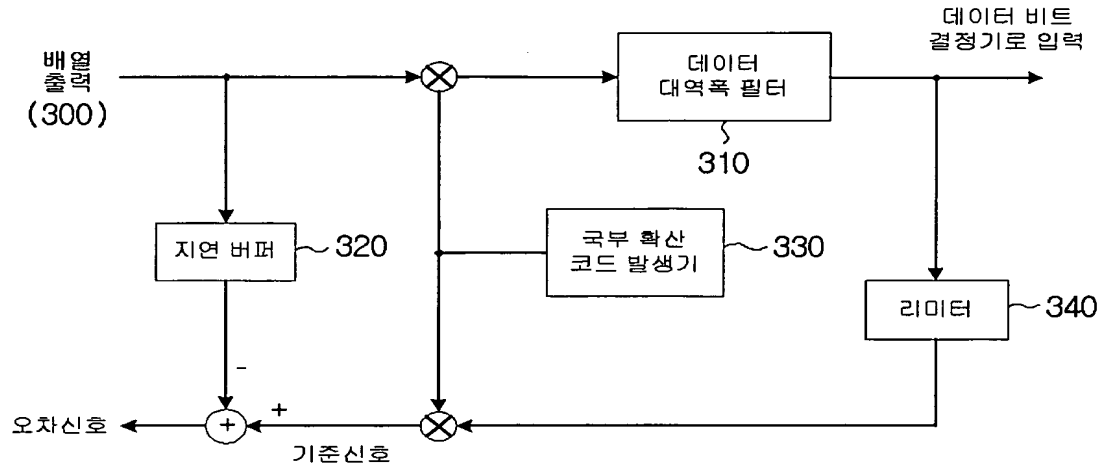 데이터 비트
결정기로 입력
배열
출력
(300)
데이터
대역폭 필터
310
지연 버퍼
320
국부 확산
코드 발생기
330
리미터
340
-
+
+
오차신호
기준신호